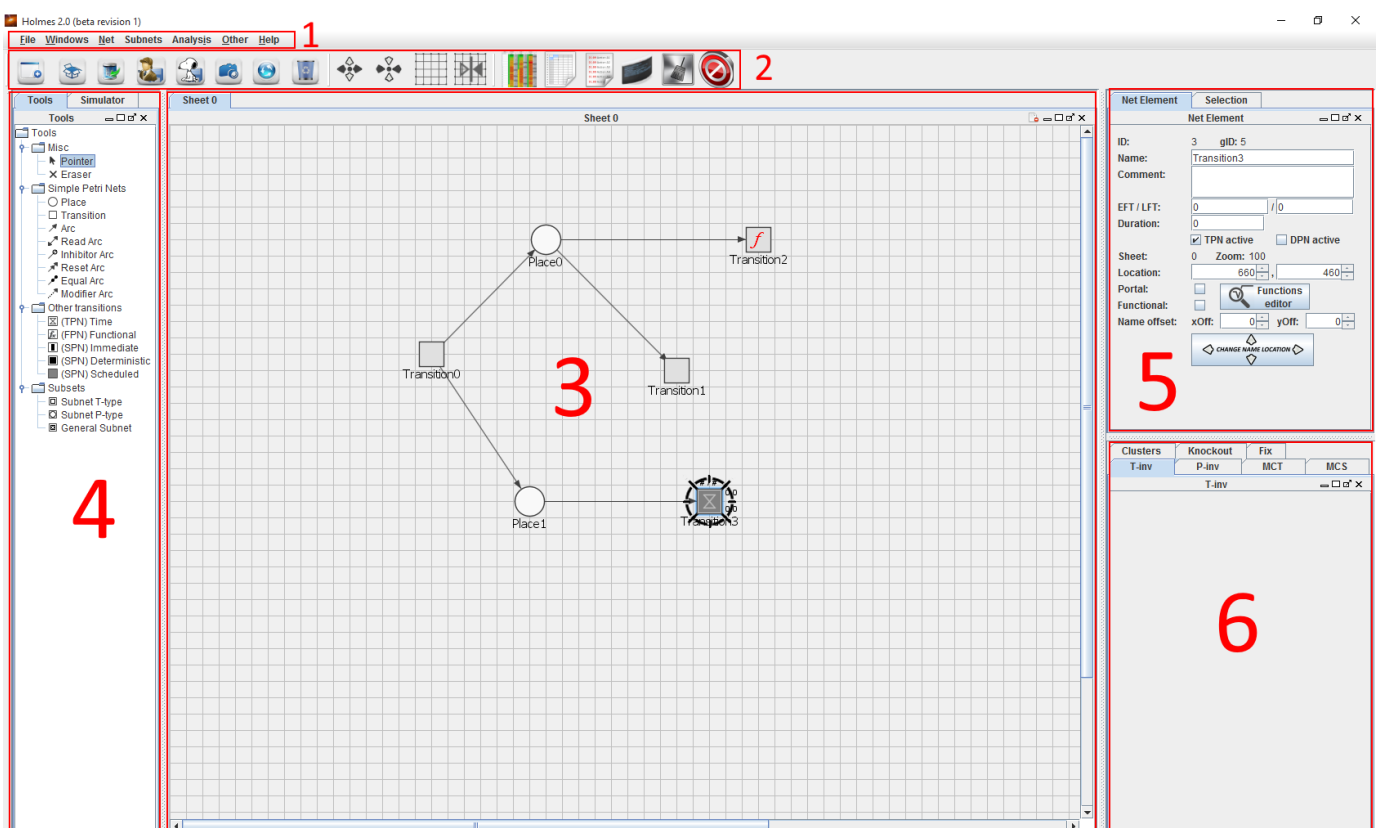 Holmes 2.0 (beta revision 1)
File Windows Net Subnets Analysis Other Help
1
2
Tools Simulator
Tools
Tools
Misc
Pointer
Eraser
Simple Petri Nets
Place
Transition
Arc
Read Arc
Inhibitor Arc
Reset Arc
Equal Arc
Modifier Arc
Other transitions
(TPN) Time
(FPN) Functional
(SPN) Immediate
(SPN) Deterministic
(SPN) Scheduled
Subsets
Subnet T-type
Subnet P-type
General Subnet
4
Sheet 0
Sheet 0
Place0
f
Transition2
Transition0
3
Transition1
Place1
Transition3
Net Element Selection
Net Element
ID: 3 gID: 5
Name: Transition3
Comment:
EFT / LFT: 0 / 0
Duration: 0
TPN active DPN active
Sheet: 0 Zoom: 100
Location: 660 , 460
Portal:
Functions
editor
Functional:
Name offset: xOff: 0 yOff: 0
CHANGE NAME LOCATION
5
Clusters Knockout Fix
T-inv P-inv MCT MCS
T-inv
6